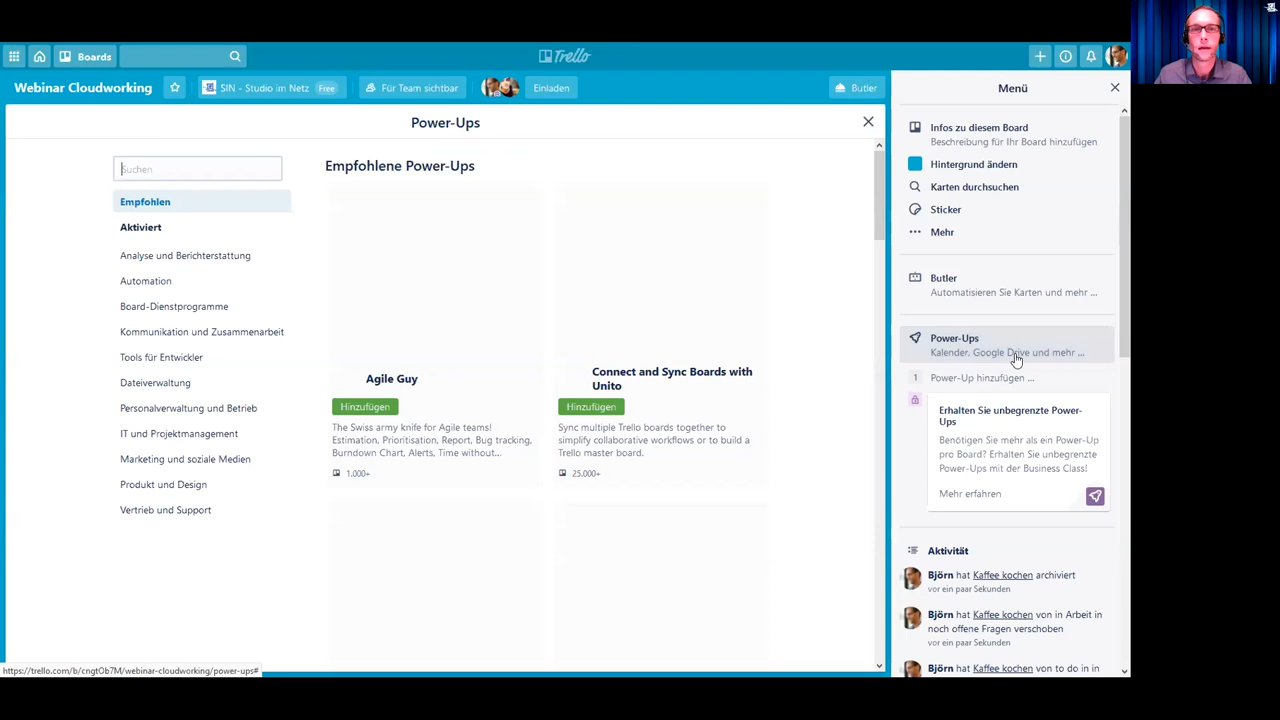 Boards
Trello
Webinar Cloudworking
SIN - Studio im Netz Free
Für Team sichtbar
Einladen
Butler
Power-Ups
Suchen
Empfohlen
Aktiviert
Analyse und Berichterstattung
Automation
Board-Dienstprogramme
Kommunikation und Zusammenarbeit
Tools für Entwickler
Dateiverwaltung
Personalverwaltung und Betrieb
IT und Projektmanagement
Marketing und soziale Medien
Produkt und Design
Vertrieb und Support
Empfohlene Power-Ups
Agile Guy
Hinzufügen
The Swiss army knife for Agile teams!
Estimation, Prioritisation, Report, Bug tracking,
Burndown Chart, Alerts, Time without...
1.000+
Connect and Sync Boards with
Unito
Hinzufügen
Sync multiple Trello boards together to
simplify collaborative workflows or to build a
Trello master board.
25.000+
Menü
Infos zu diesem Board
Beschreibung für Ihr Board hinzufügen
Hintergrund ändern
Karten durchsuchen
Sticker
Mehr
Butler
Automatisieren Sie Karten und mehr ...
Power-Ups
Kalender, Google Drive und mehr ...
1 Power-Up hinzufügen ...
Erhalten Sie unbegrenzte Power-
Ups
Benötigen Sie mehr als ein Power-Up
pro Board? Erhalten Sie unbegrenzte
Power-Ups mit der Business Class!
Mehr erfahren
Aktivität
Björn hat Kaffee kochen archiviert
vor ein paar Sekunden
Björn hat Kaffee kochen von in Arbeit in
noch offene Fragen verschoben
vor ein paar Sekunden
Björn hat Kaffee kochen von to do in in
https://trello.com/b/cngtOb7M/webinar-cloudworking/power-ups#